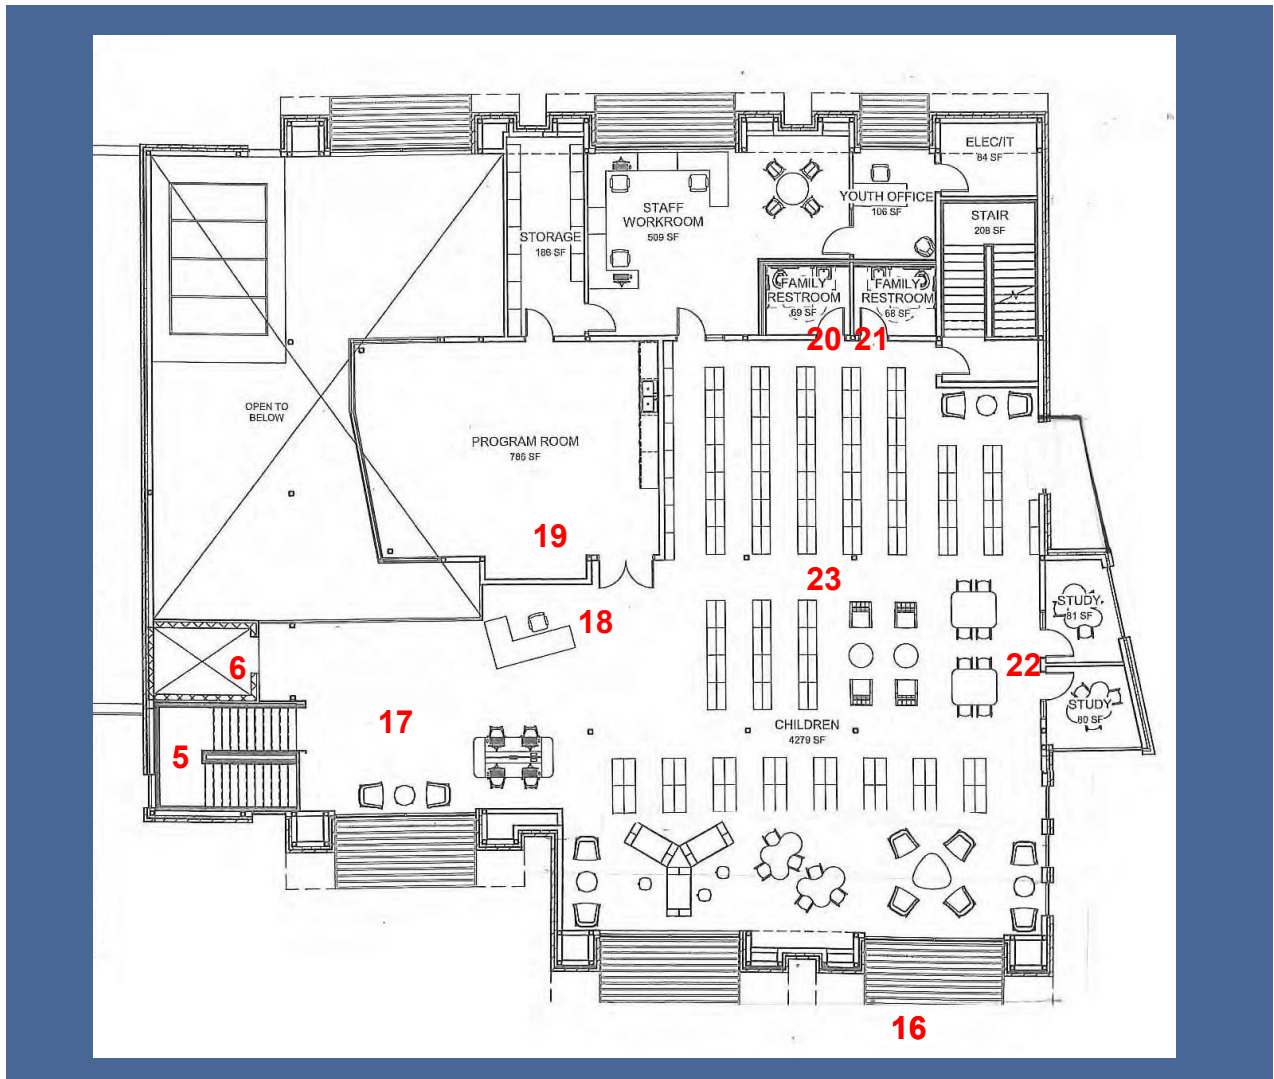 ELEC/IT
84 SF
YOUTH OFFICE
106 SF
STAFF
WORKROOM
509 SF
STAIR
208 SF
STORAGE
186 SF
FAMILY
RESTROOM
69 SF
FAMILY
RESTROOM
68 SF
20
21
OPEN TO
BELOW
PROGRAM ROOM
786 SF
19
23
18
STUDY
81 SF
6
22
17
STUDY
80 SF
CHILDREN
4279 SF
5
16